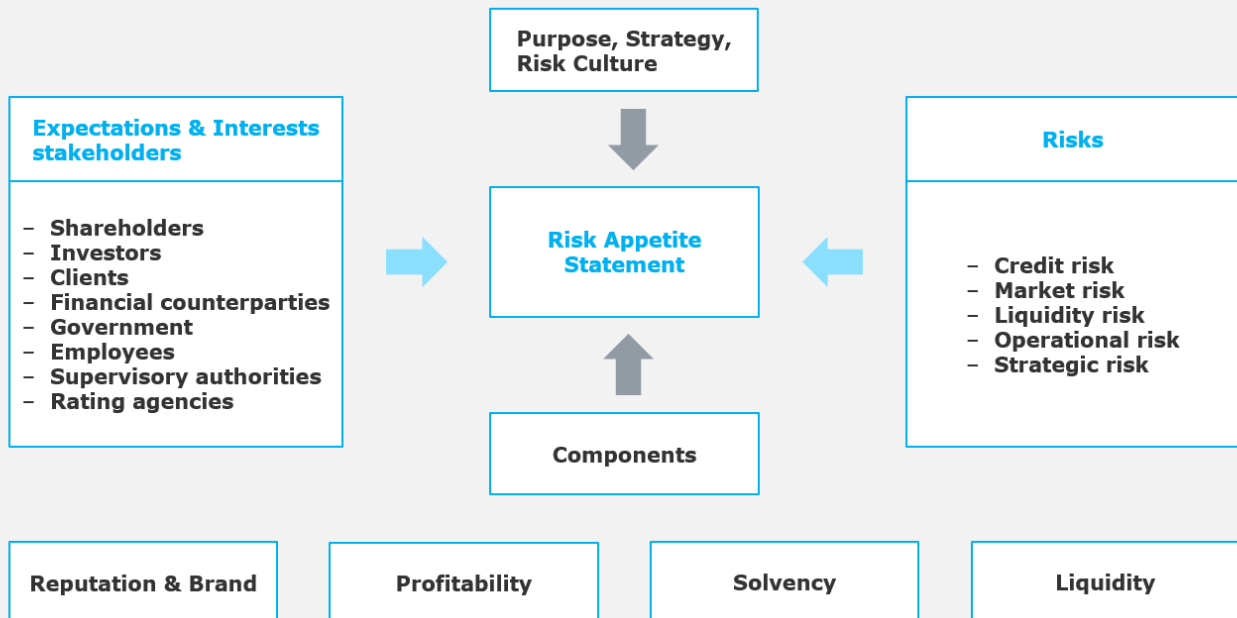 Purpose, Strategy,
Risk Culture
Expectations & Interests
stakeholders
– Shareholders
– Investors
– Clients
– Financial counterparties
– Government
– Employees
– Supervisory authorities
– Rating agencies
Risk Appetite
Statement
Risks
– Credit risk
– Market risk
– Liquidity risk
– Operational risk
– Strategic risk
Components
Reputation & Brand
Profitability
Solvency
Liquidity